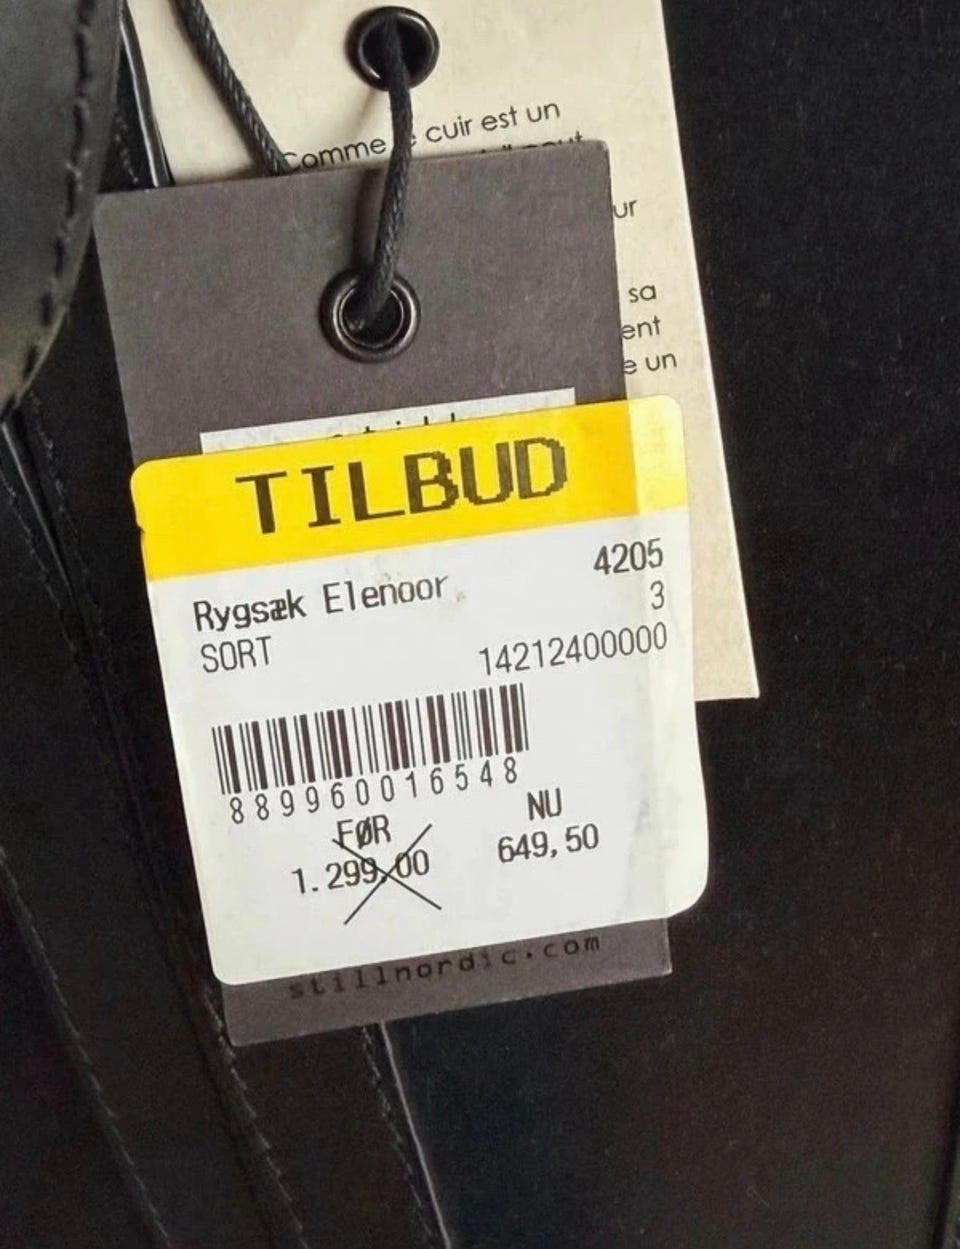 Comme cuir est un
ur
sa
ent
e un
TILBUD
Rygsæk Elenoor 4205
3
SORT 14212400000
889960016548
FØR NU
1.299,00 649,50
stillnordic.com